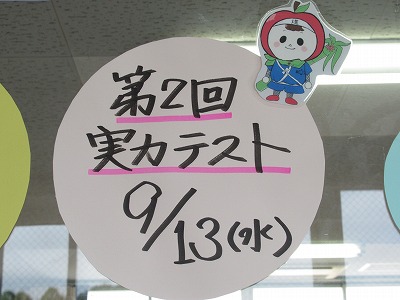 第2回
実力テスト
9/13(水)